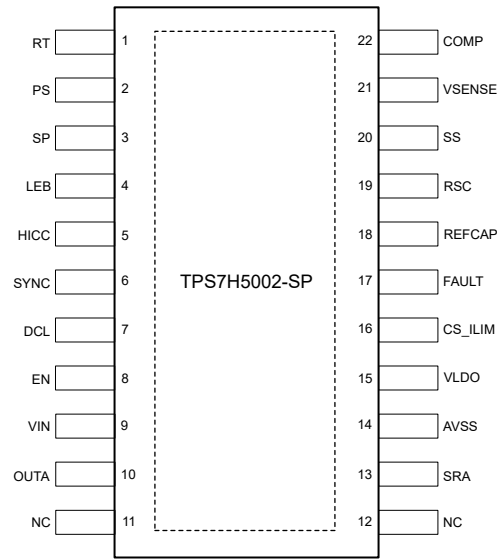 RT 1 22 COMP
PS 2 21 VSENSE
SP 3 20 SS
LEB 4 19 RSC
HICC 5 18 REFCAP
SYNC 6 TPS7H5002-SP 17 FAULT
DCL 7 16 CS_ILIM
EN 8 15 VLDO
VIN 9 14 AVSS
OUTA 10 13 SRA
NC 11 12 NC